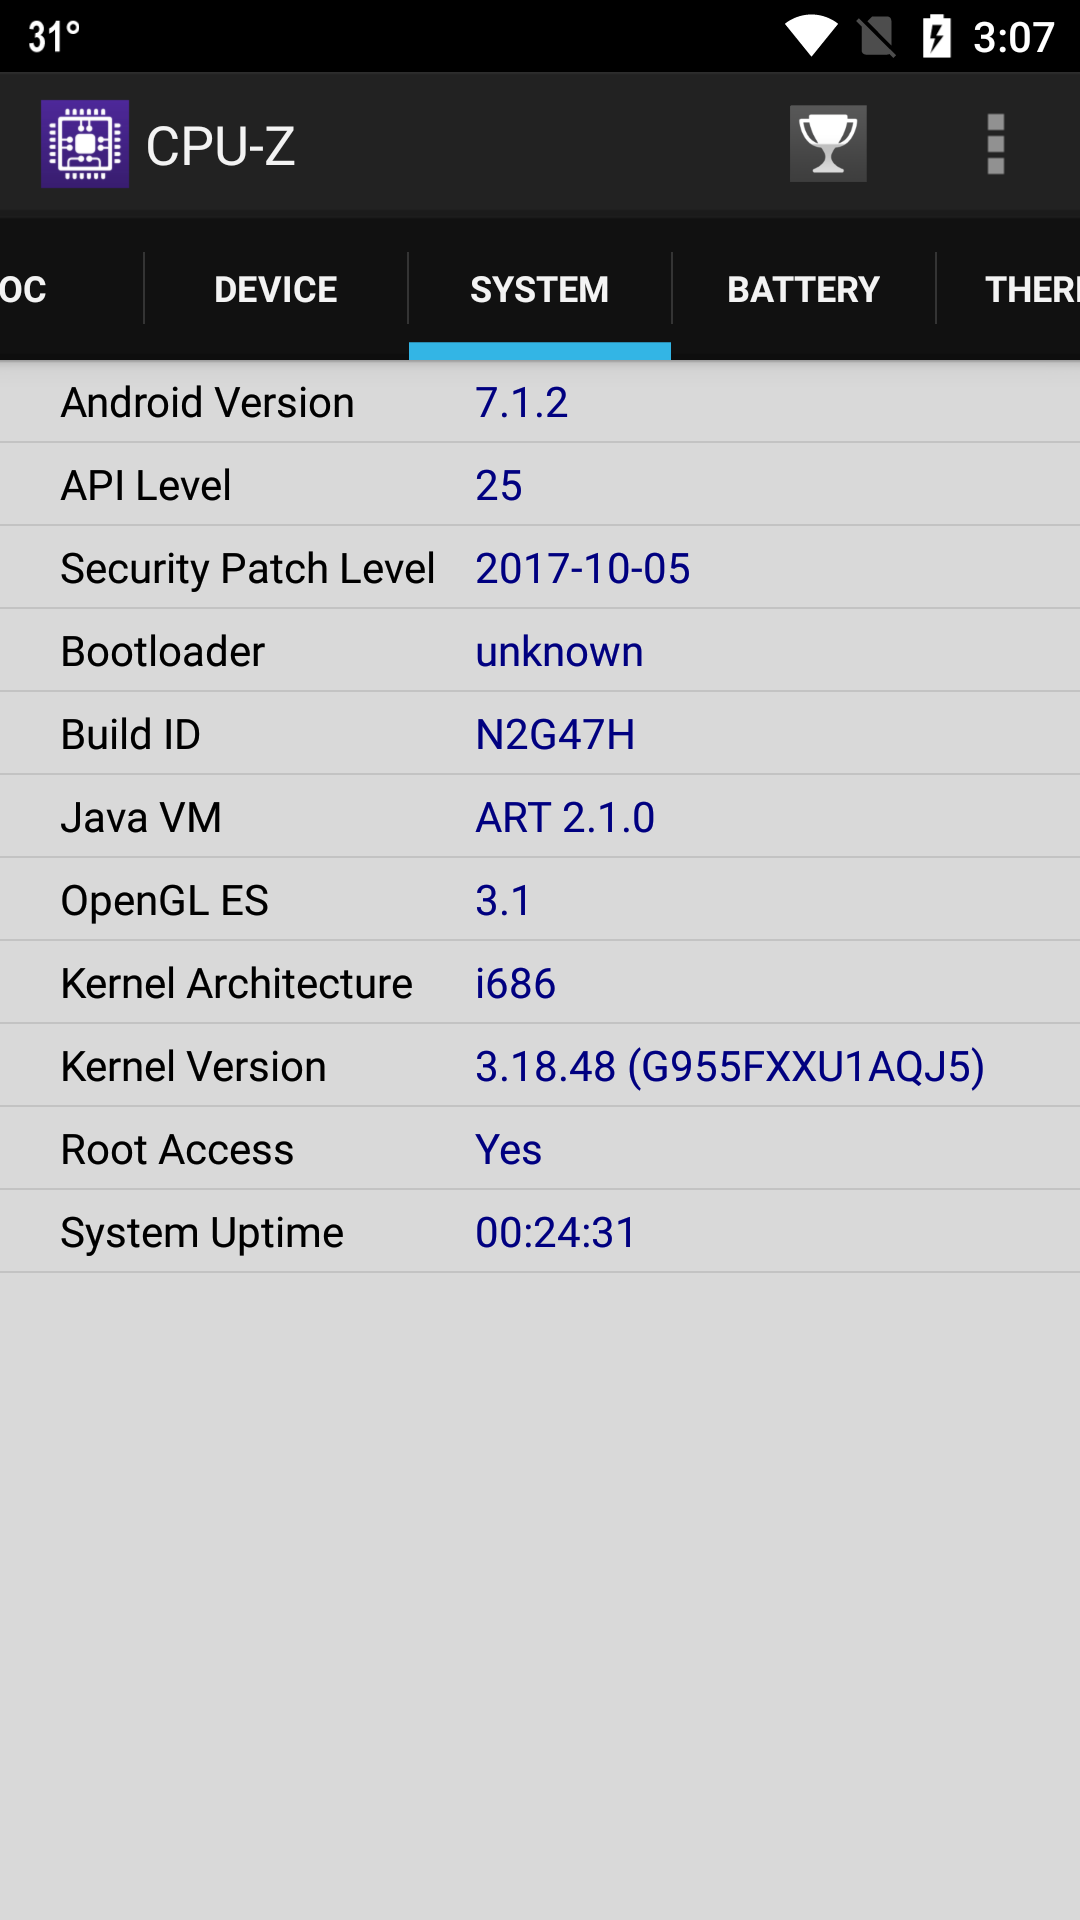 31° 3:07
CPU-Z
OC DEVICE SYSTEM BATTERY THER
Android Version 7.1.2
API Level 25
Security Patch Level 2017-10-05
Bootloader unknown
Build ID N2G47H
Java VM ART 2.1.0
OpenGL ES 3.1
Kernel Architecture i686
Kernel Version 3.18.48 (G955FXXU1AQJ5)
Root Access Yes
System Uptime 00:24:31